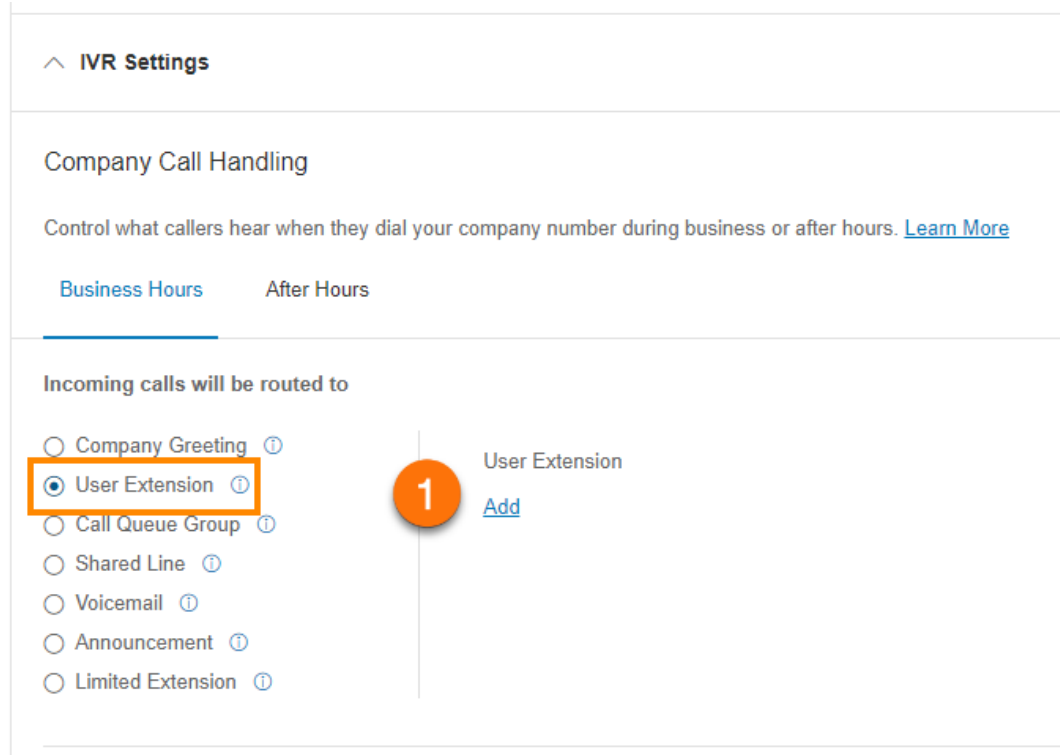 IVR Settings
Company Call Handling
Control what callers hear when they dial your company number during business or after hours. Learn More
Business Hours After Hours
Incoming calls will be routed to
Company Greeting
User Extension
Call Queue Group
Shared Line
Voicemail
Announcement
Limited Extension
1
User Extension
Add